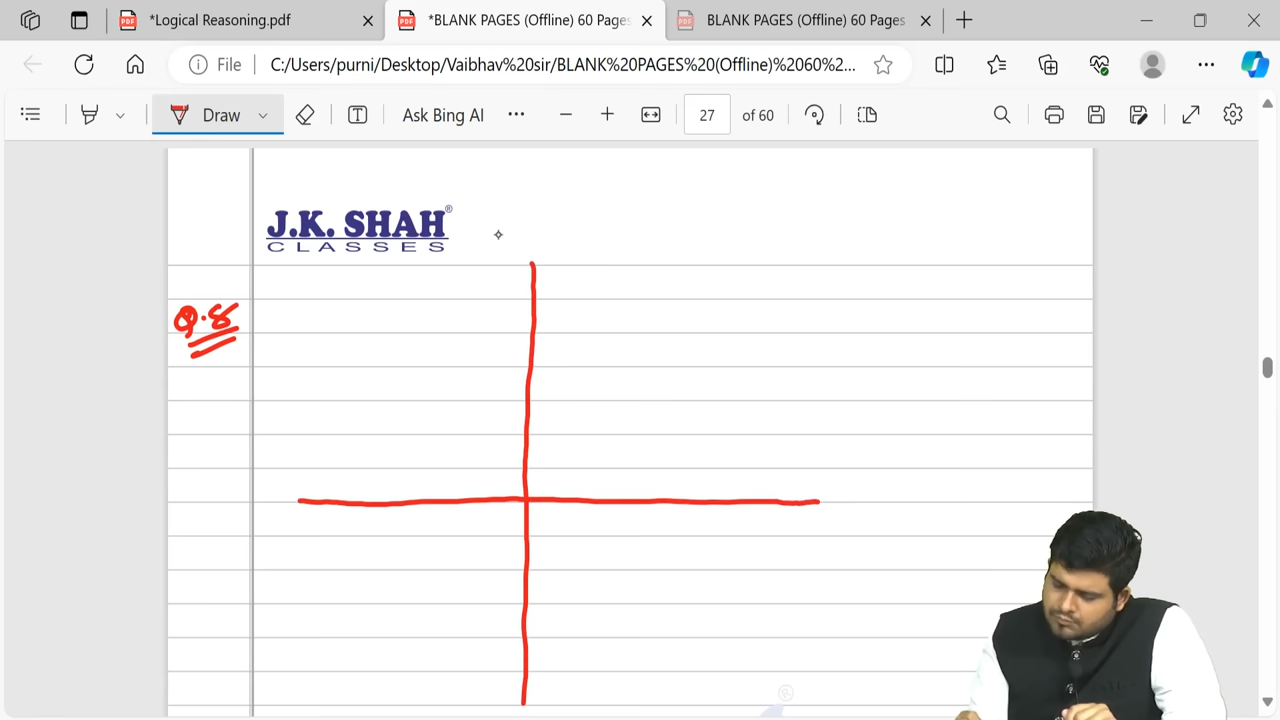 *Logical Reasoning.pdf
*BLANK PAGES (Offline) 60 Pages
BLANK PAGES (Offline) 60 Pages
File
C:/Users/purni/Desktop/Vaibhav%20sir/BLANK%20PAGES%20(Offline)%2060%2...
Draw
Ask Bing AI
27 of 60
J.K. SHAH®
CLASSES
Q.8